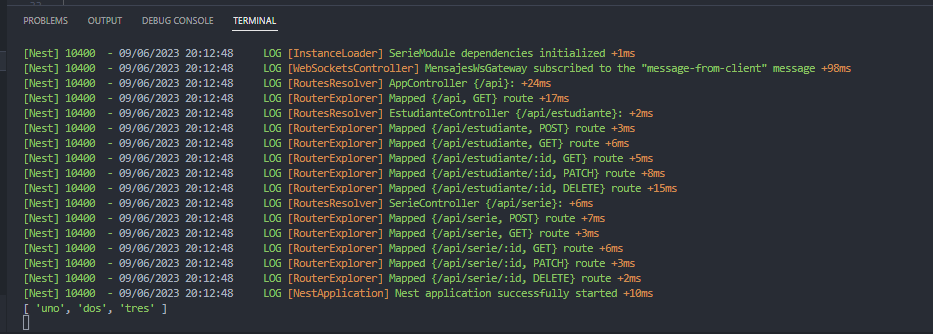 PROBLEMS OUTPUT DEBUG CONSOLE TERMINAL
[Nest] 10400  - 09/06/2023 20:12:48     LOG [InstanceLoader] SerieModule dependencies initialized +1ms
[Nest] 10400  - 09/06/2023 20:12:48     LOG [WebSocketsController] MensajesWsGateway subscribed to the "message-from-client" message +98ms
[Nest] 10400  - 09/06/2023 20:12:48     LOG [RoutesResolver] AppController {/api}: +24ms
[Nest] 10400  - 09/06/2023 20:12:48     LOG [RouterExplorer] Mapped {/api, GET} route +17ms
[Nest] 10400  - 09/06/2023 20:12:48     LOG [RoutesResolver] EstudianteController {/api/estudiante}: +2ms
[Nest] 10400  - 09/06/2023 20:12:48     LOG [RouterExplorer] Mapped {/api/estudiante, POST} route +3ms
[Nest] 10400  - 09/06/2023 20:12:48     LOG [RouterExplorer] Mapped {/api/estudiante, GET} route +6ms
[Nest] 10400  - 09/06/2023 20:12:48     LOG [RouterExplorer] Mapped {/api/estudiante/:id, GET} route +5ms
[Nest] 10400  - 09/06/2023 20:12:48     LOG [RouterExplorer] Mapped {/api/estudiante/:id, PATCH} route +8ms
[Nest] 10400  - 09/06/2023 20:12:48     LOG [RouterExplorer] Mapped {/api/estudiante/:id, DELETE} route +15ms
[Nest] 10400  - 09/06/2023 20:12:48     LOG [RoutesResolver] SerieController {/api/serie}: +6ms
[Nest] 10400  - 09/06/2023 20:12:48     LOG [RouterExplorer] Mapped {/api/serie, POST} route +7ms
[Nest] 10400  - 09/06/2023 20:12:48     LOG [RouterExplorer] Mapped {/api/serie, GET} route +3ms
[Nest] 10400  - 09/06/2023 20:12:48     LOG [RouterExplorer] Mapped {/api/serie/:id, GET} route +6ms
[Nest] 10400  - 09/06/2023 20:12:48     LOG [RouterExplorer] Mapped {/api/serie/:id, PATCH} route +3ms
[Nest] 10400  - 09/06/2023 20:12:48     LOG [RouterExplorer] Mapped {/api/serie/:id, DELETE} route +2ms
[Nest] 10400  - 09/06/2023 20:12:48     LOG [NestApplication] Nest application successfully started +10ms
[ 'uno', 'dos', 'tres' ]